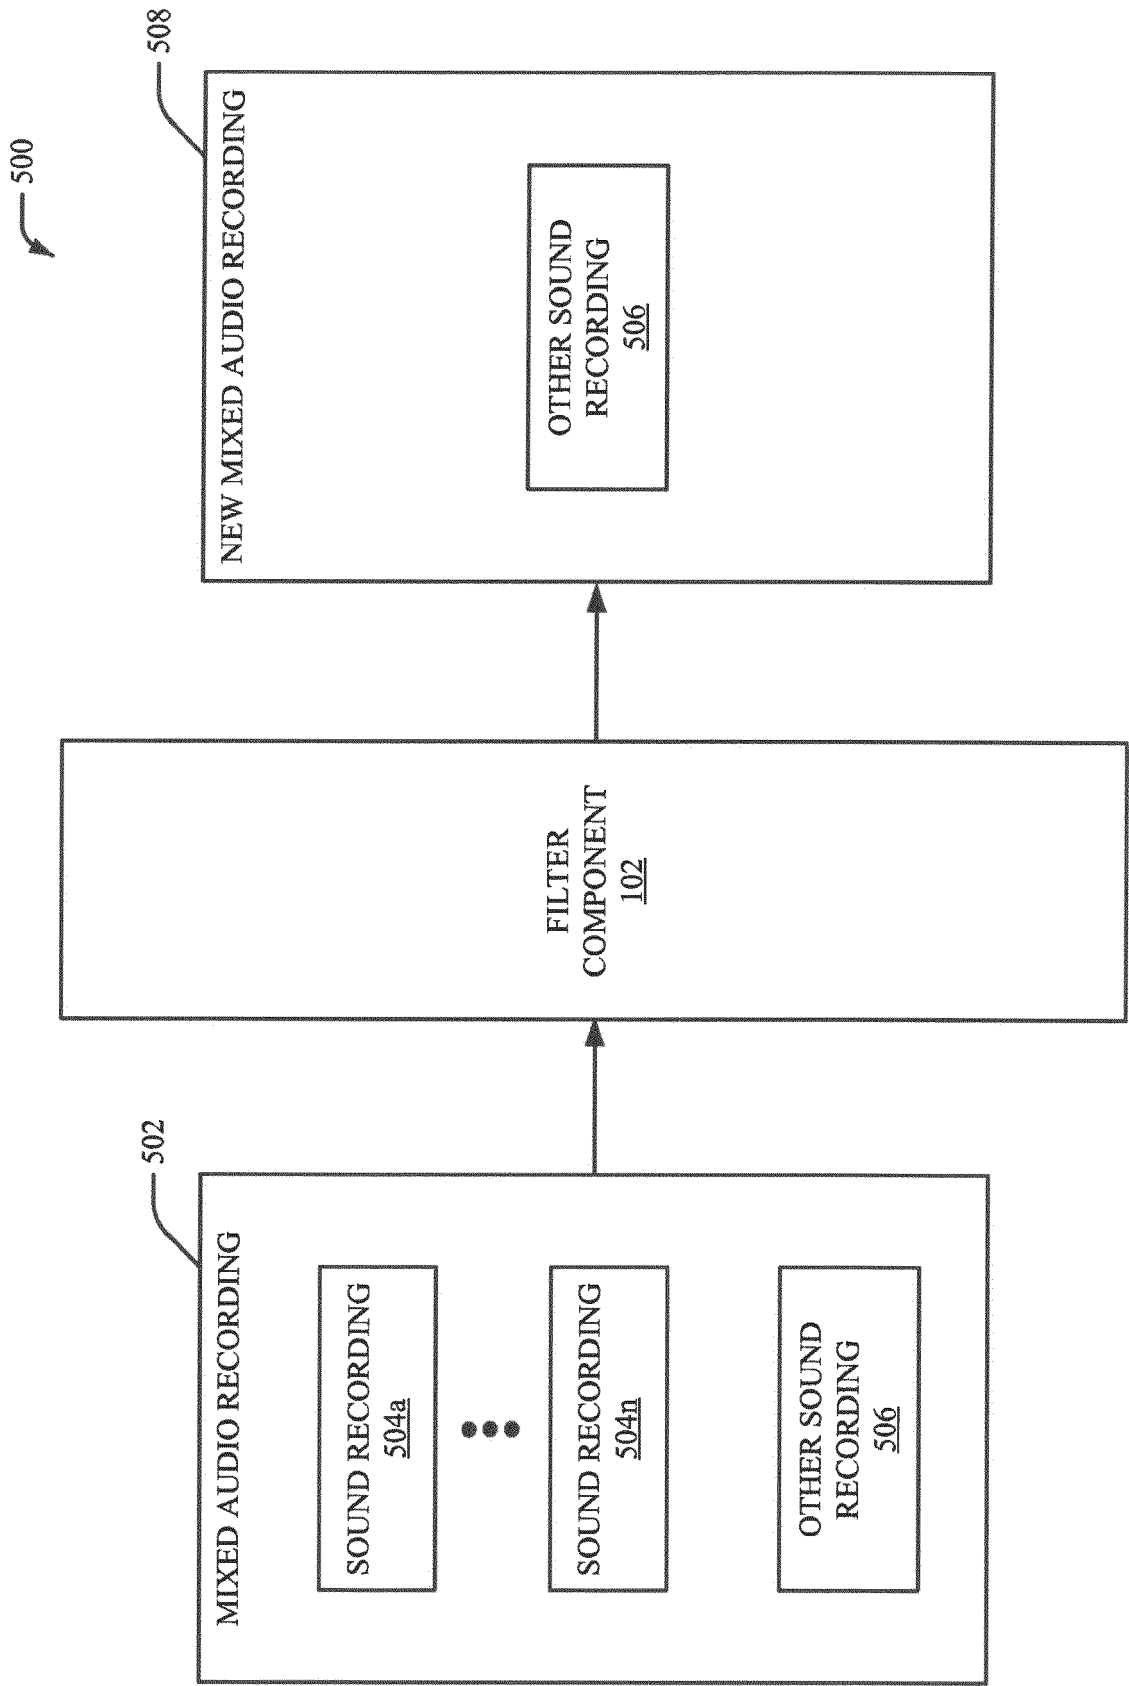 500
502
MIXED AUDIO RECORDING
SOUND RECORDING
504a
SOUND RECORDING
504n
OTHER SOUND
RECORDING
506
FILTER
COMPONENT
102
508
NEW MIXED AUDIO RECORDING
OTHER SOUND
RECORDING
506